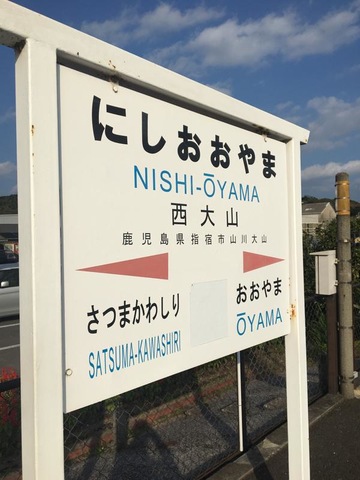 にしおおやま
NISHI-ŌYAMA
西大山
鹿児島県指宿市山川大山
さつまかわしり おおやま
SATSUMA-KAWASHIRI ŌYAMA